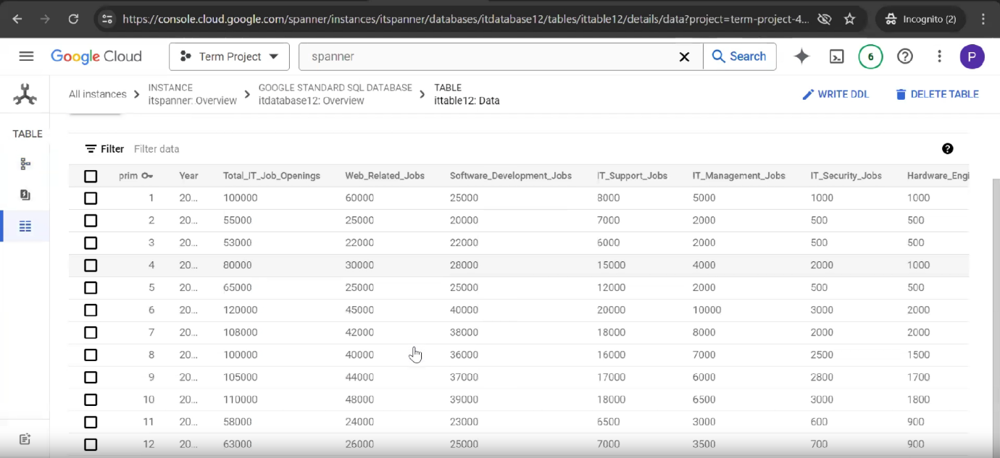 https://console.cloud.google.com/spanner/instances/itspanner/databases/itdatabase12/tables/ittable12/details/data?project=term-project-4... Incognito (2)
Google Cloud Term Project spanner Search 6 P
All instances INSTANCE GOOGLE STANDARD SQL DATABASE TABLE WRITE DDL DELETE TABLE
itspanner: Overview itdatabase12: Overview ittable12: Data
TABLE
Filter Filter data
prim Year Total_IT_Job_Openings Web_Related_Jobs Software_Development_Jobs IT_Support_Jobs IT_Management_Jobs IT_Security_Jobs Hardware_Engi
1 20... 100000 60000 25000 8000 5000 1000 1000
2 20... 55000 25000 20000 7000 2000 500 500
3 20... 53000 22000 22000 6000 2000 500 500
4 20... 80000 30000 28000 15000 4000 2000 1000
5 20... 65000 25000 25000 12000 2000 500 500
6 20... 120000 45000 40000 20000 10000 3000 2000
7 20... 108000 42000 38000 18000 8000 2000 2000
8 20... 100000 40000 36000 16000 7000 2500 1500
9 20... 105000 44000 37000 17000 6000 2800 1700
10 20... 110000 48000 39000 18000 6500 3000 1800
11 20... 58000 24000 23000 6500 3000 600 900
12 20... 63000 26000 25000 7000 3500 700 900